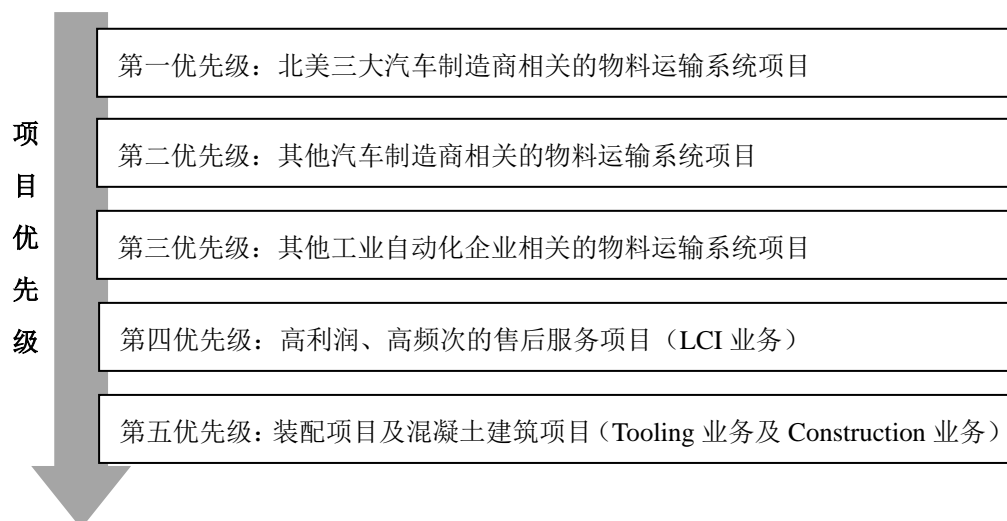 项目优先级
第一优先级：北美三大汽车制造商相关的物料运输系统项目
第二优先级：其他汽车制造商相关的物料运输系统项目
第三优先级：其他工业自动化企业相关的物料运输系统项目
第四优先级：高利润、高频次的售后服务项目（LCI 业务）
第五优先级：装配项目及混凝土建筑项目（Tooling 业务及 Construction 业务）